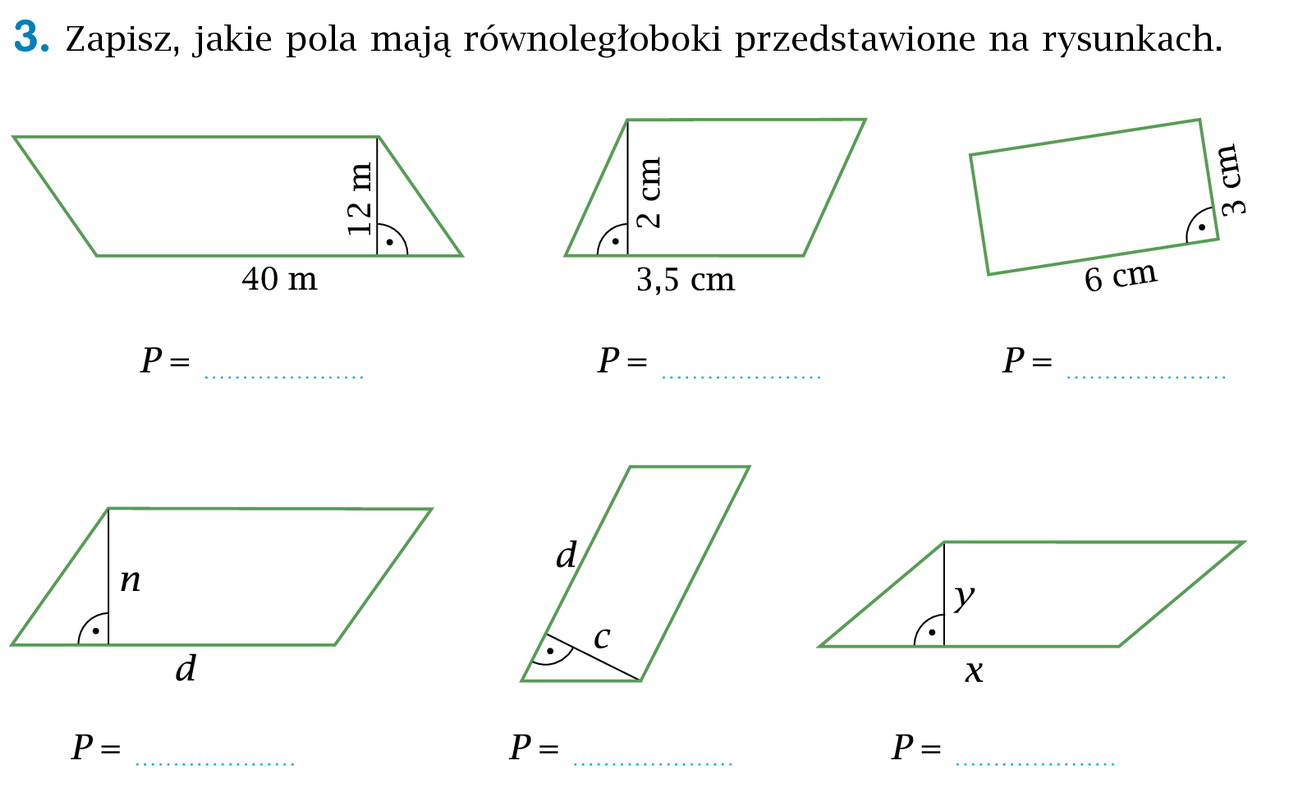 3. Zapisz, jakie pola mają równoległoboki przedstawione na rysunkach.
12 m
40 m
2 cm
3,5 cm
3 cm
6 cm
P = ....................
P = ....................
P = ....................
n
d
d
c
y
x
P = ....................
P = ....................
P = ....................